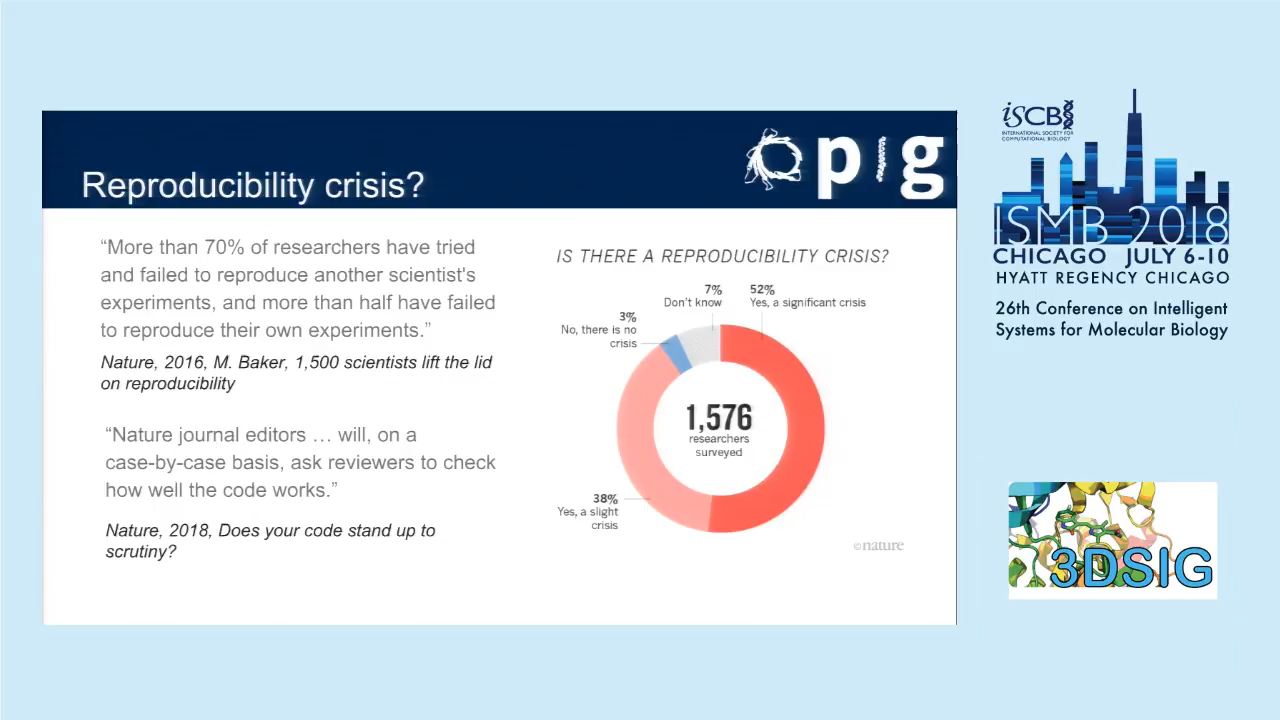 Reproducibility crisis?
opig
“More than 70% of researchers have tried
and failed to reproduce another scientist's
experiments, and more than half have failed
to reproduce their own experiments.”
Nature, 2016, M. Baker, 1,500 scientists lift the lid
on reproducibility
“Nature journal editors … will, on a
case-by-case basis, ask reviewers to check
how well the code works.”
Nature, 2018, Does your code stand up to
scrutiny?
IS THERE A REPRODUCIBILITY CRISIS?
7%
Don't know
52%
Yes, a significant crisis
3%
No, there is no
crisis
1,576
researchers
surveyed
38%
Yes, a slight
crisis
©nature
iSCB
INTERNATIONAL SOCIETY FOR
COMPUTATIONAL BIOLOGY
ISMB 2018
CHICAGO JULY 6-10
HYATT REGENCY CHICAGO
26th Conference on Intelligent
Systems for Molecular Biology
3DSIG